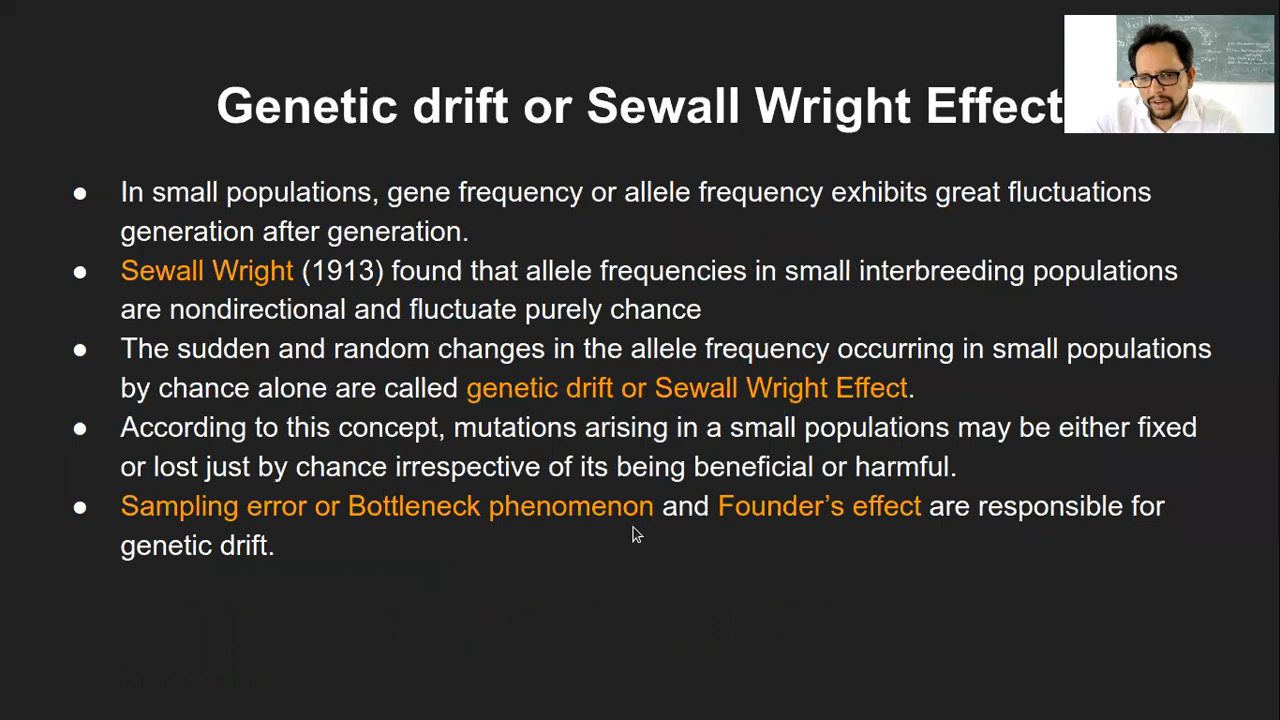 Genetic drift or Sewall Wright Effect
● In small populations, gene frequency or allele frequency exhibits great fluctuations
generation after generation.
● Sewall Wright (1913) found that allele frequencies in small interbreeding populations
are nondirectional and fluctuate purely chance
● The sudden and random changes in the allele frequency occurring in small populations
by chance alone are called genetic drift or Sewall Wright Effect.
● According to this concept, mutations arising in a small populations may be either fixed
or lost just by chance irrespective of its being beneficial or harmful.
● Sampling error or Bottleneck phenomenon and Founder’s effect are responsible for
genetic drift.